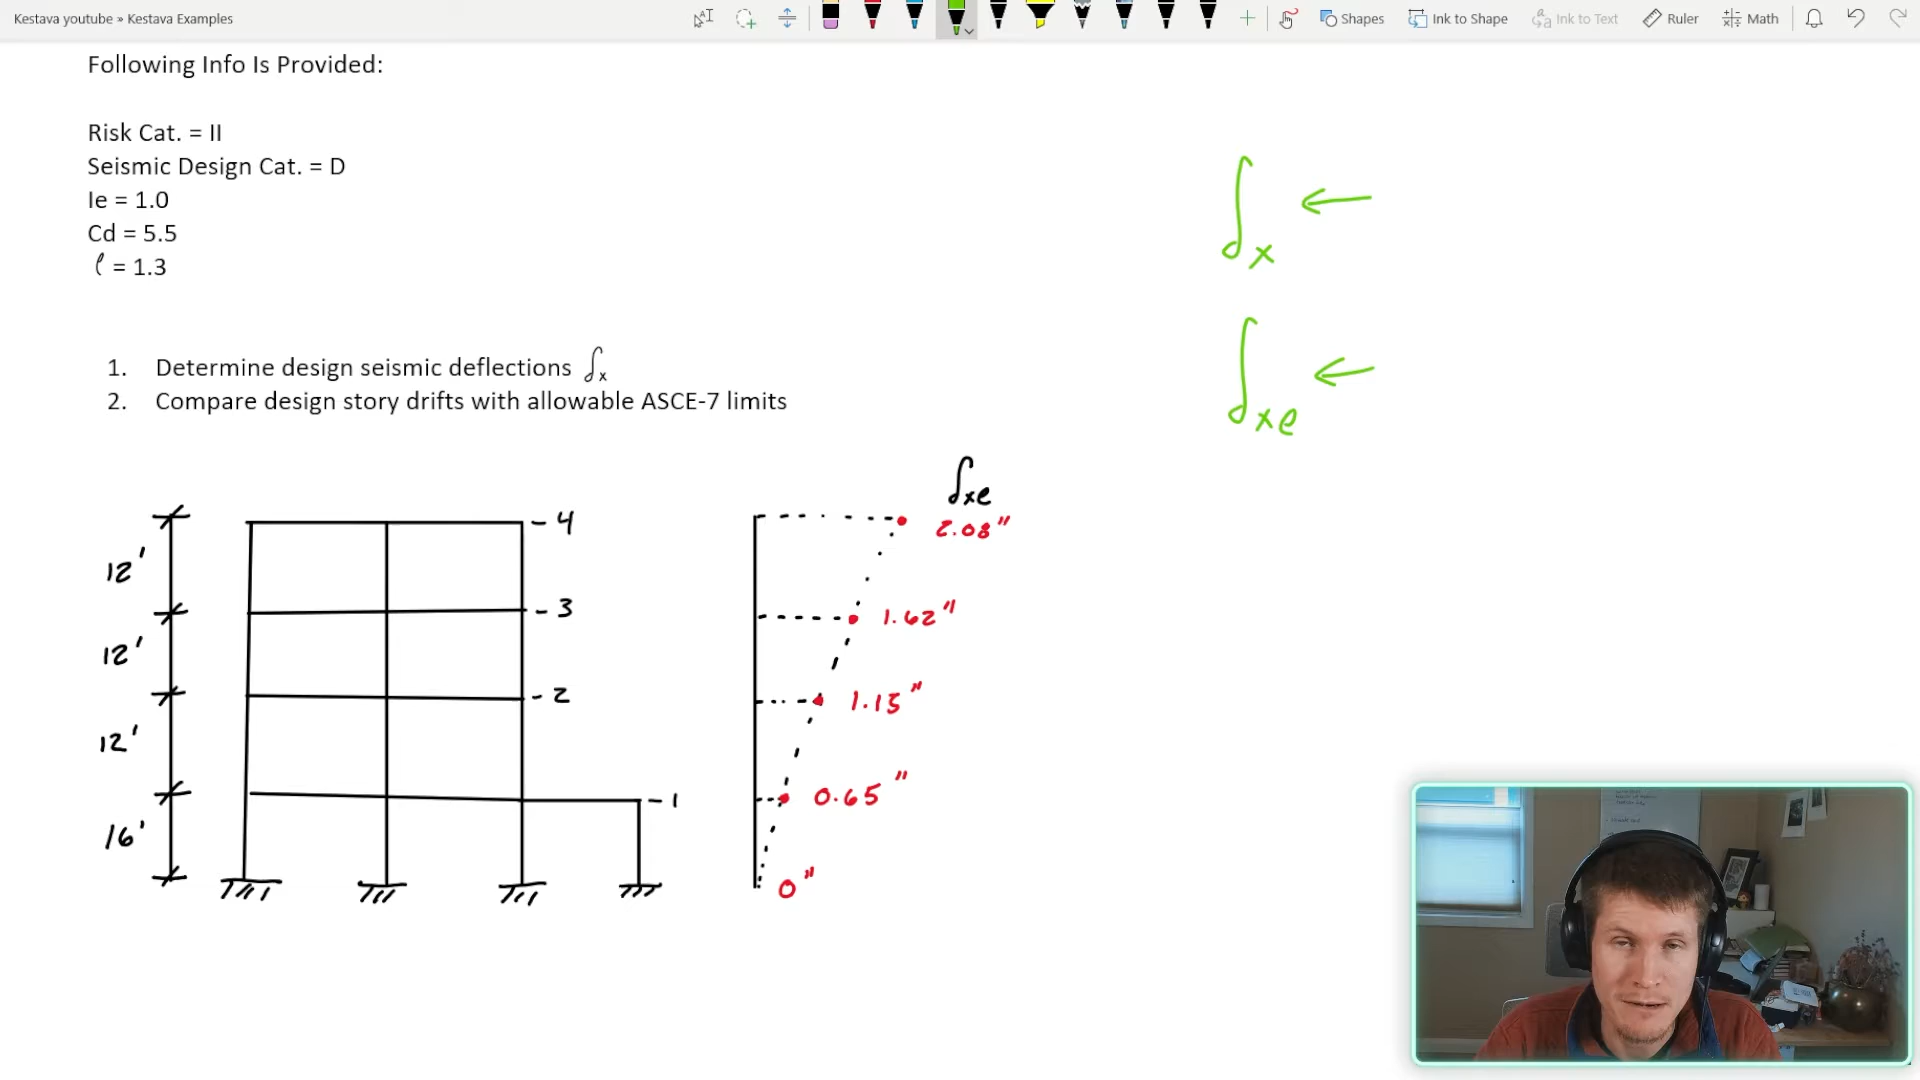 Kestava youtube » Kestava Examples
Shapes
Ink to Shape
Ink to Text
Ruler
Math
Following Info Is Provided:
Risk Cat. = II
Seismic Design Cat. = D
Ie = 1.0
Cd = 5.5
ρ = 1.3
1. Determine design seismic deflections δx
2. Compare design story drifts with allowable ASCE-7 limits
δx ←
δxe ←
δxe
2.08"
1.62"
1.15"
0.65"
0"
12'
12'
12'
16'
- 4
- 3
- 2
- 1